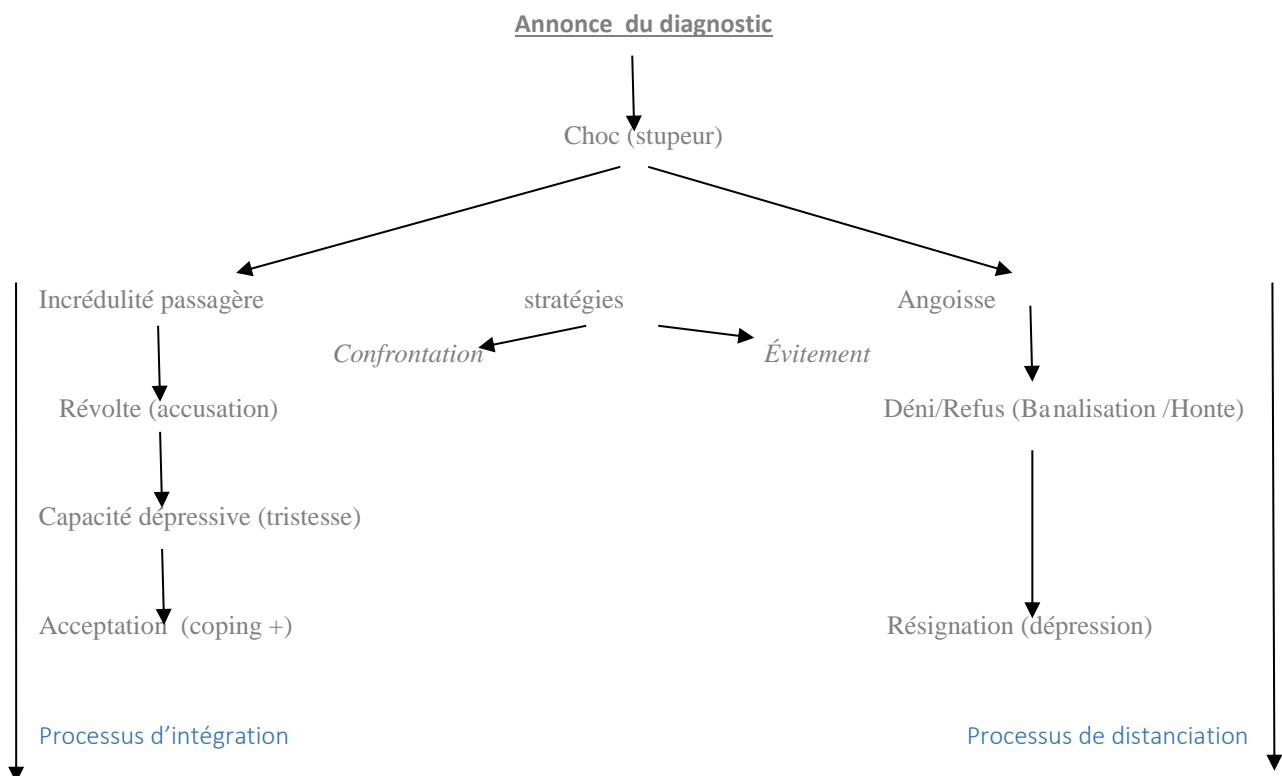 Annonce du diagnostic
Choc (stupeur)
Incrédulité passagère
stratégies
Angoisse
Confrontation
Évitement
Révolte (accusation)
Déni/Refus (Banalisation /Honte)
Capacité dépressive (tristesse)
Acceptation (coping +)
Résignation (dépression)
Processus d’intégration
Processus de distanciation